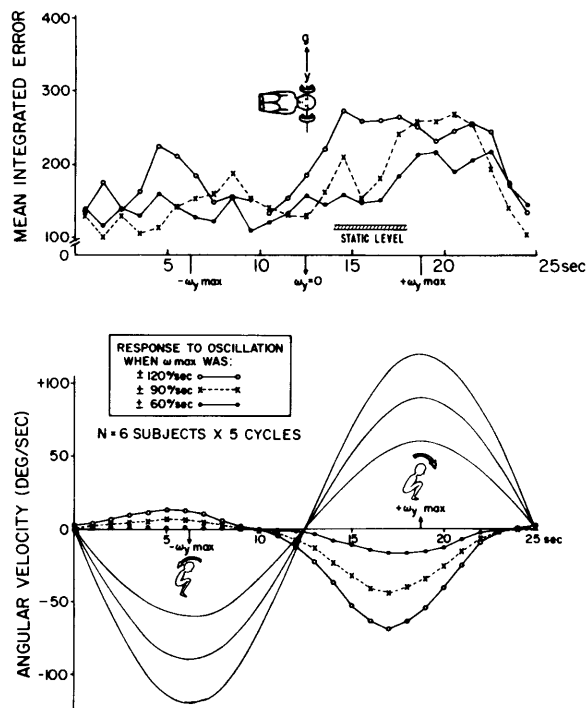 MEAN INTEGRATED ERROR
400
300
200
100
0
g
y
STATIC LEVEL
5
10
15
20
25 sec
-ωy max
ωy=0
+ωy max
RESPONSE TO OSCILLATION
WHEN ω max WAS:
± 120°/sec
± 90°/sec
± 60°/sec
N = 6 SUBJECTS X 5 CYCLES
ANGULAR VELOCITY (DEG/SEC)
+100
50
0
-50
-100
5
10
15
20
25 sec
-ωy max
+ωy max